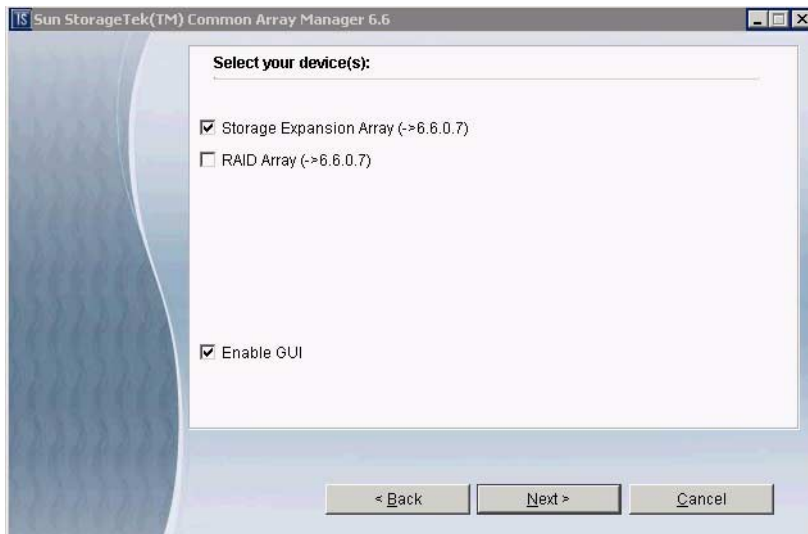 Sun StorageTek(TM) Common Array Manager 6.6
Select your device(s):
Storage Expansion Array (->6.6.0.7)
RAID Array (->6.6.0.7)
Enable GUI
< Back
Next >
Cancel